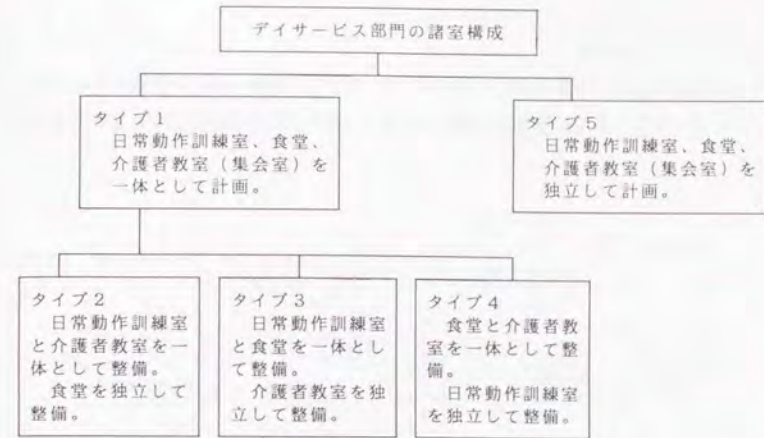 デイサービス部門の諸室構成
タイプ1
日常動作訓練室、食堂、
介護者教室(集会室)を
一体として計画。
タイプ5
日常動作訓練室、食堂、
介護者教室(集会室)を
独立して計画。
タイプ2
日常動作訓練室
と介護者教室を一
体として整備。
食堂を独立して
整備。
タイプ3
日常動作訓練室
と食堂を一体とし
て整備。
介護者教室を独
立して整備。
タイプ4
食堂と介護者教
室を一体として整
備。
日常動作訓練室
を独立して整備。